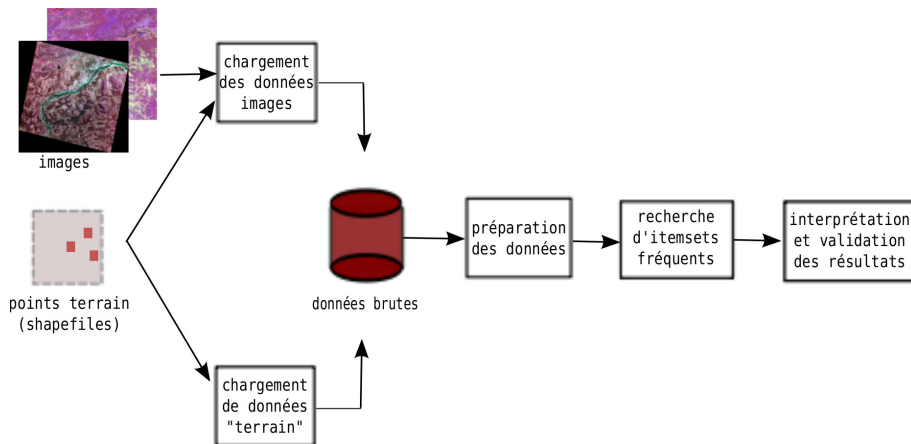 images
points terrain
(shapefiles)
chargement
des données
images
chargement
de données
"terrain"
données brutes
préparation
des données
recherche
d'itemsets
fréquents
interprétation
et validation
des résultats